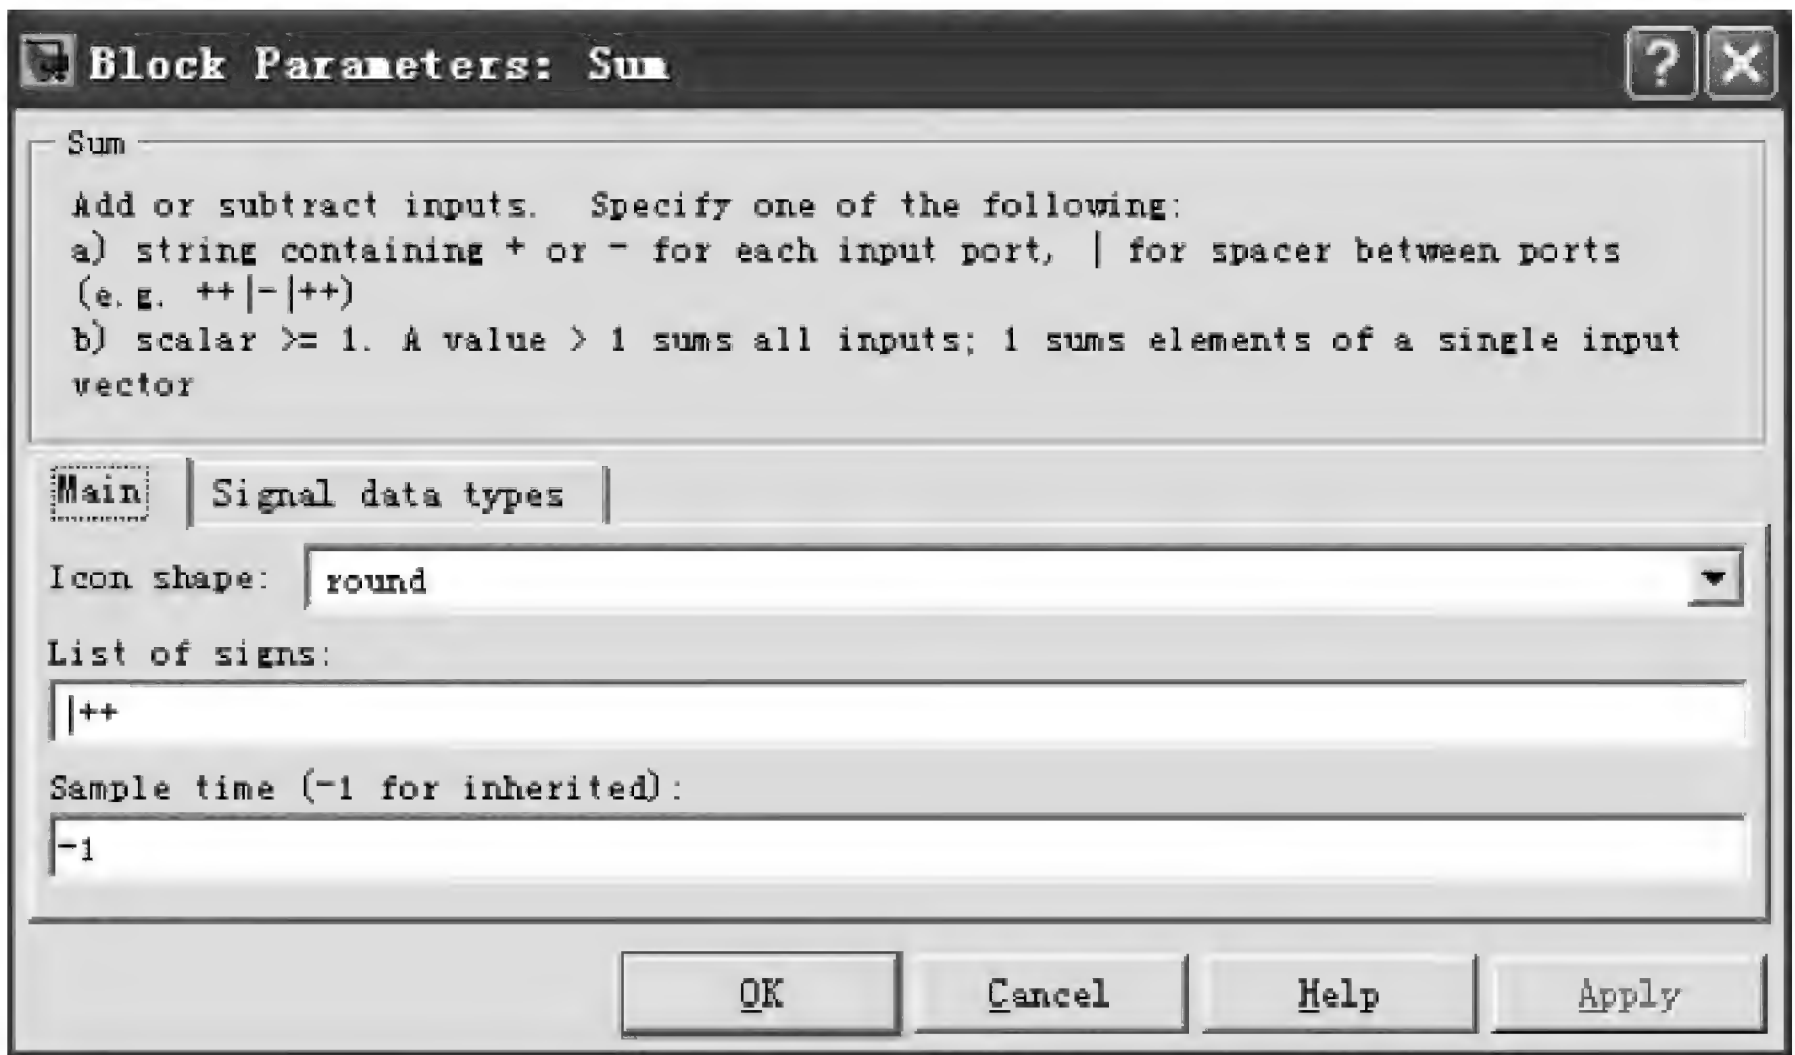 Block Parameters: Sum
Sum
Add or subtract inputs. Specify one of the following:
a) string containing + or - for each input port, | for spacer between ports
(e.g. ++|-|++)
b) scalar >= 1. A value > 1 sums all inputs; 1 sums elements of a single input
vector
Main Signal data types
Icon shape: round
List of signs:
|++
Sample time (-1 for inherited):
-1
OK Cancel Help Apply